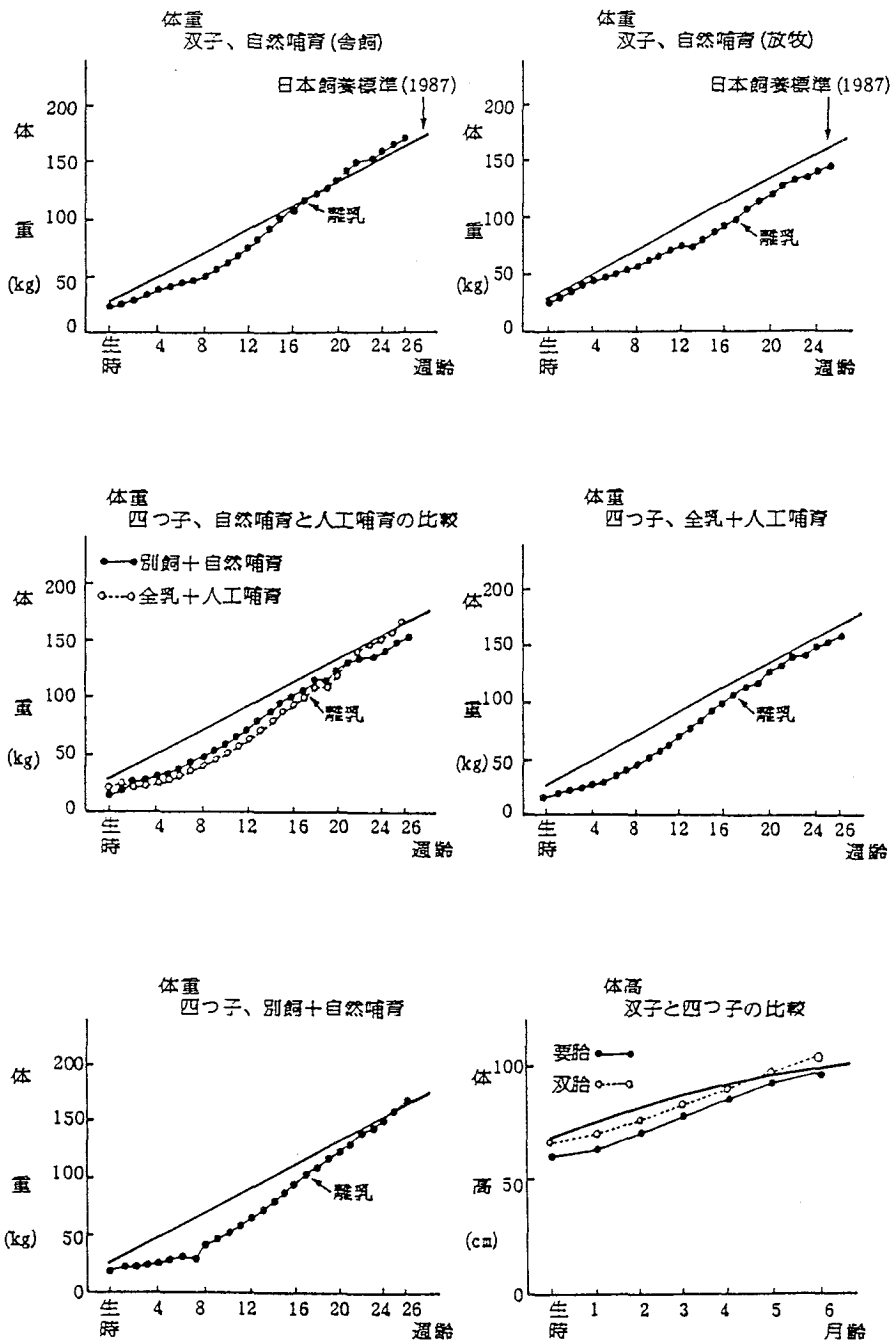 体重
双子、自然哺育(舎飼)
日本飼養標準(1987)
200
体
150
100
重
離乳
50
(kg)
0
生時
4
8
12
16
20
24
26
週齢
体重
双子、自然哺育(放牧)
日本飼養標準(1987)
200
体
150
100
重
離乳
50
(kg)
0
生時
4
8
12
16
20
24
週齢
体重
四つ子、自然哺育と人工哺育の比較
別飼+自然哺育
全乳+人工哺育
200
体
150
100
重
離乳
50
(kg)
0
生時
4
8
12
16
20
24
26
週齢
体重
四つ子、全乳+人工哺育
200
体
150
100
重
離乳
50
(kg)
0
生時
4
8
12
16
20
24
26
週齢
体重
四つ子、別飼+自然哺育
200
体
150
100
重
離乳
50
(kg)
0
生時
4
8
12
16
20
24
26
週齢
体高
双子と四つ子の比較
要胎
双胎
体
100
高
50
(cm)
0
生時
1
2
3
4
5
6
月齢